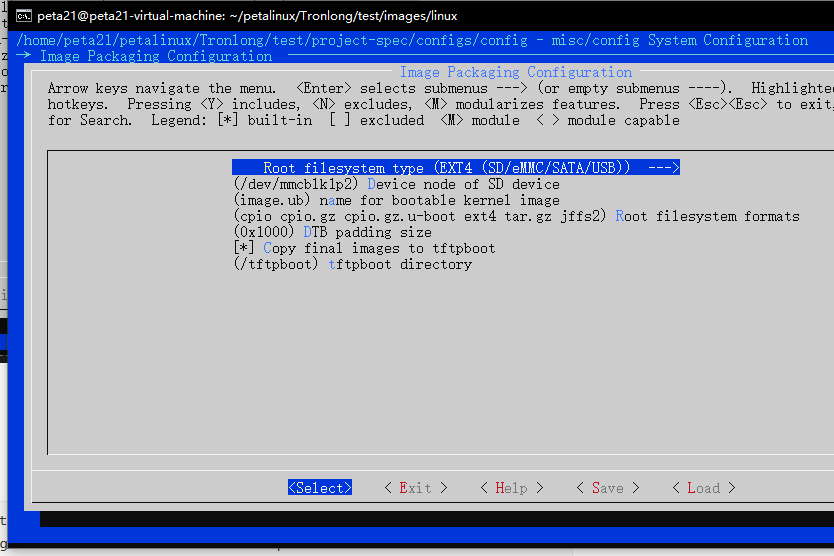 peta21@peta21-virtual-machine: ~/petalinux/Tronlong/test/images/linux
/home/peta21/petalinux/Tronlong/test/project-spec/configs/config - misc/config System Configuration
→ Image Packaging Configuration
Image Packaging Configuration
Arrow keys navigate the menu.  <Enter> selects submenus ---> (or empty submenus ----).  Highlighted
hotkeys.  Pressing <Y> includes, <N> excludes, <M> modularizes features.  Press <Esc><Esc> to exit,
for Search.  Legend: [*] built-in  [ ] excluded  <M> module  < > module capable
Root filesystem type (EXT4 (SD/eMMC/SATA/USB))  --->
(/dev/mmcblk1p2) Device node of SD device
(image.ub) name for bootable kernel image
(cpio cpio.gz cpio.gz.u-boot ext4 tar.gz jffs2) Root filesystem formats
(0x1000) DTB padding size
[*] Copy final images to tftpboot
(/tftpboot) tftpboot directory
<Select>    < Exit >    < Help >    < Save >    < Load >